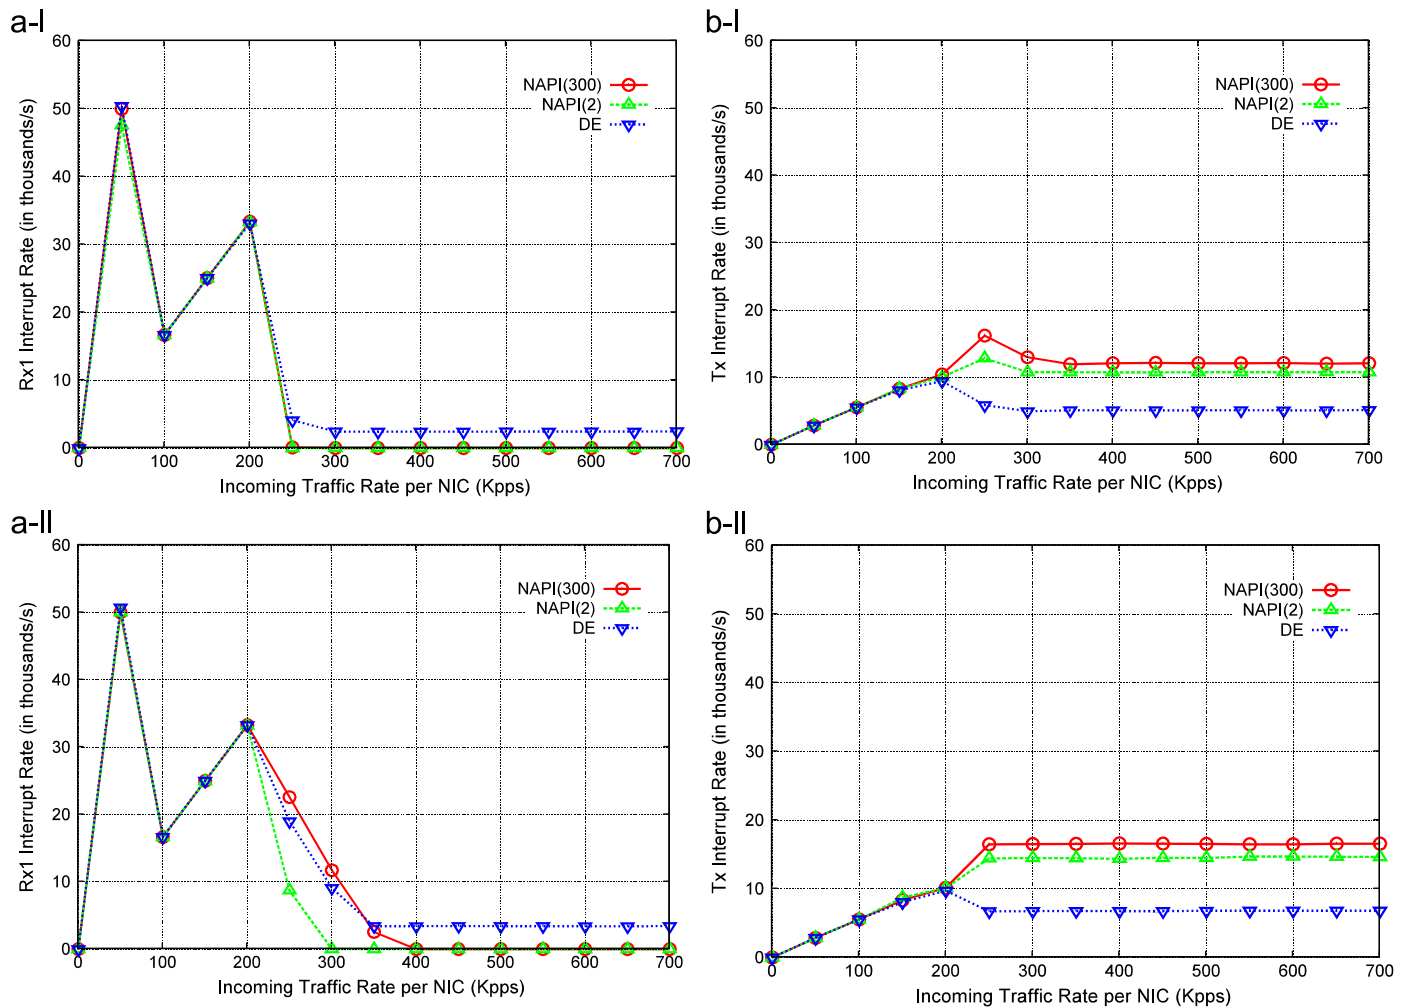 a-I
60
50
40
30
20
10
0
Rx1 Interrupt Rate (in thousands/s)
NAPI(300)
NAPI(2)
DE
0 100 200 300 400 500 600 700
Incoming Traffic Rate per NIC (Kpps)
b-I
60
50
40
30
20
10
0
Tx Interrupt Rate (in thousands/s)
NAPI(300)
NAPI(2)
DE
0 100 200 300 400 500 600 700
Incoming Traffic Rate per NIC (Kpps)
a-II
60
50
40
30
20
10
0
Rx1 Interrupt Rate (in thousands/s)
NAPI(300)
NAPI(2)
DE
0 100 200 300 400 500 600 700
Incoming Traffic Rate per NIC (Kpps)
b-II
60
50
40
30
20
10
0
Tx Interrupt Rate (in thousands/s)
NAPI(300)
NAPI(2)
DE
0 100 200 300 400 500 600 700
Incoming Traffic Rate per NIC (Kpps)